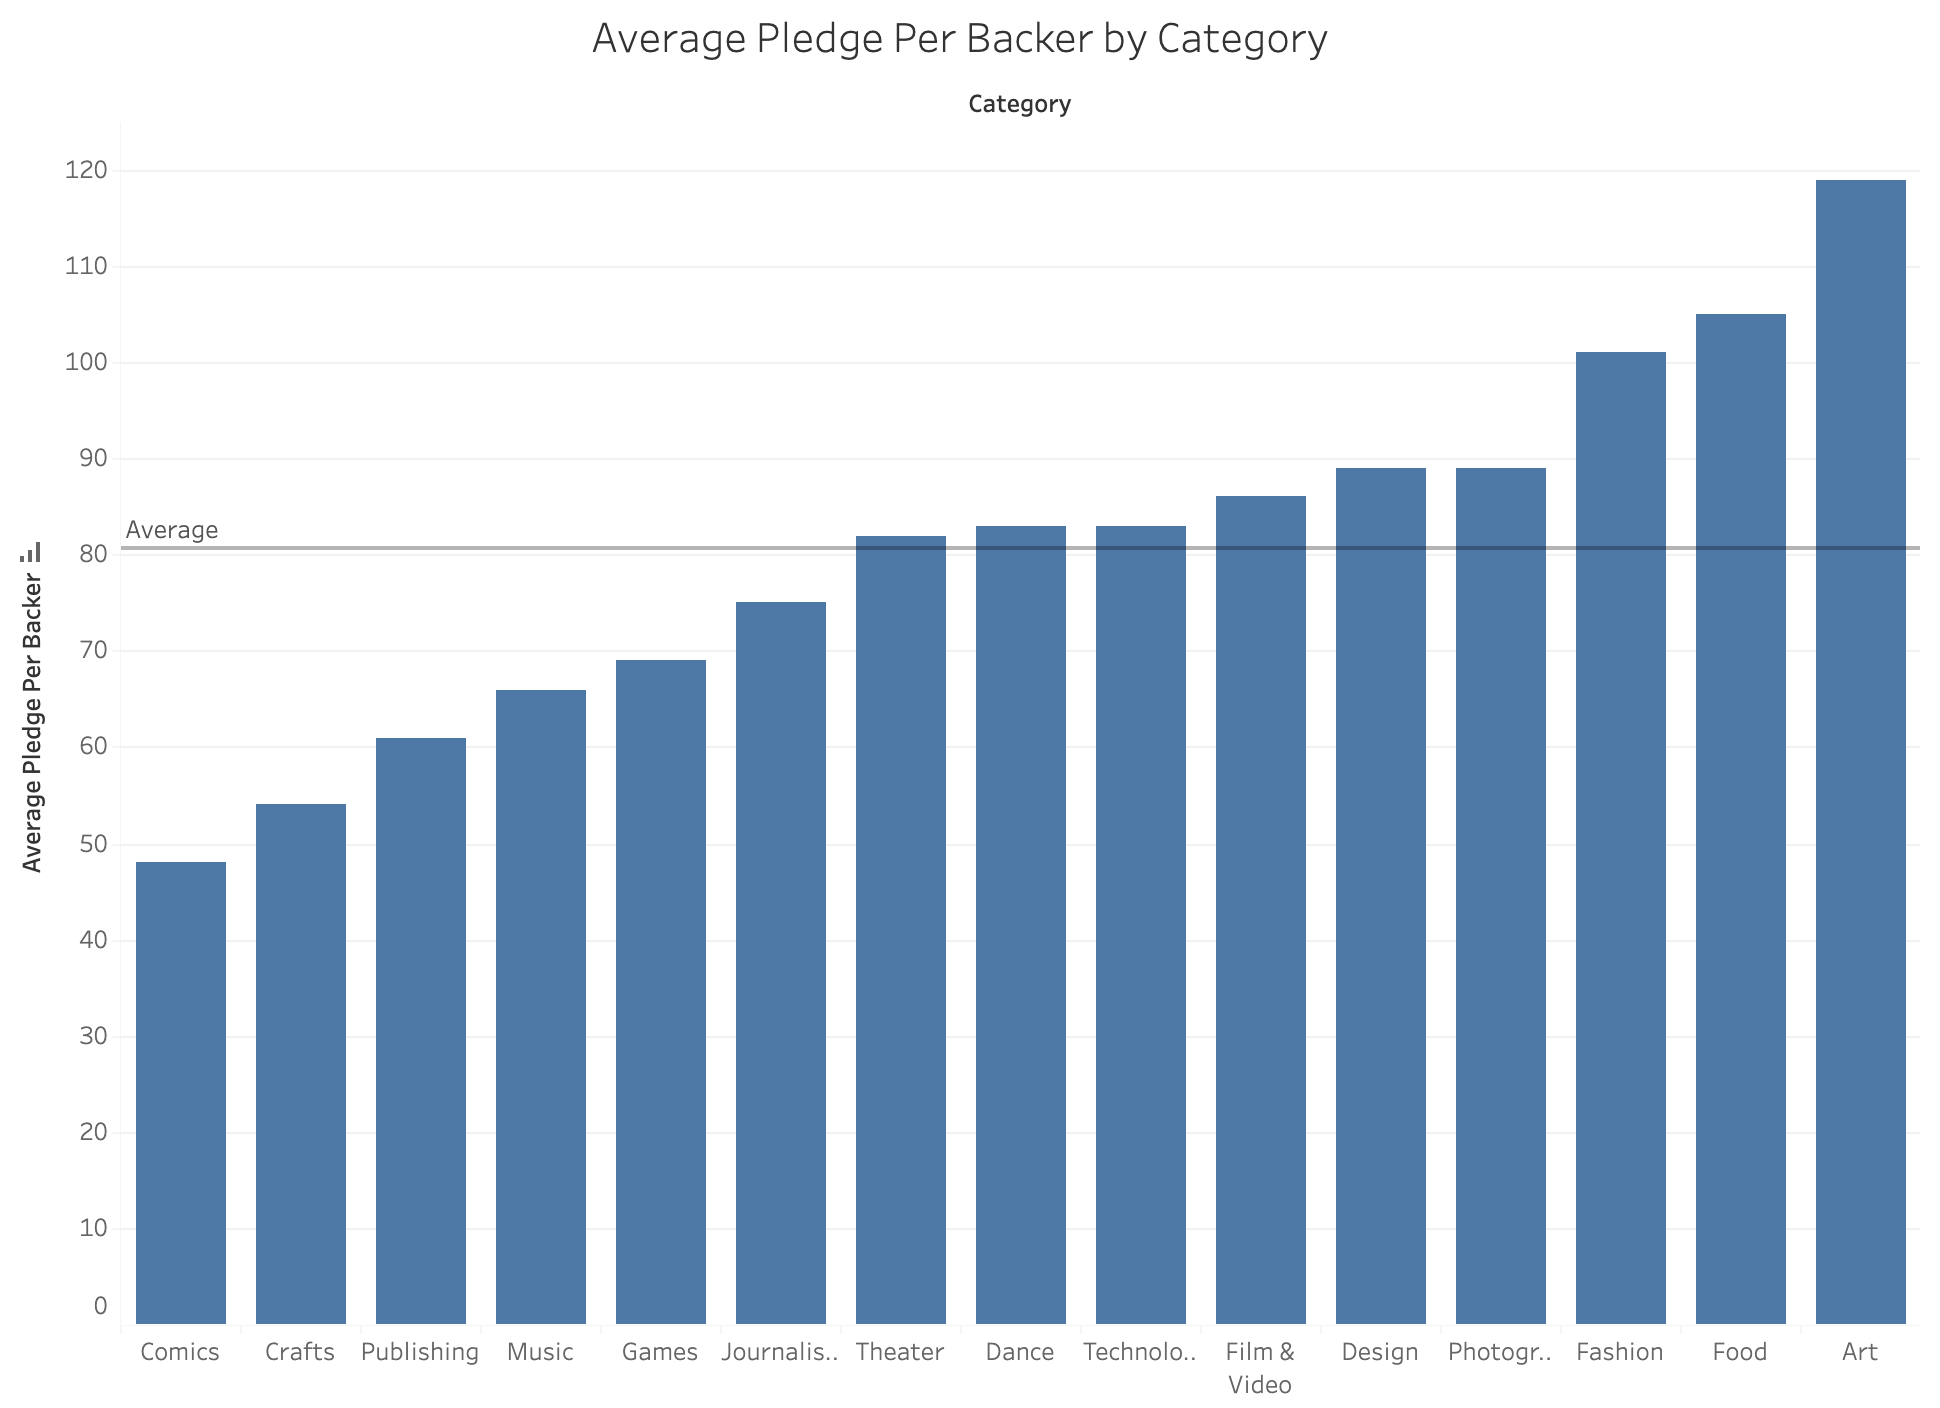 Average Pledge Per Backer by Category
Category
120
110
100
90
80
70
60
50
40
30
20
10
0
Average Pledge Per Backer
Average
Comics
Crafts
Publishing
Music
Games
Journalis..
Theater
Dance
Technolo..
Film &
Video
Design
Photogr..
Fashion
Food
Art